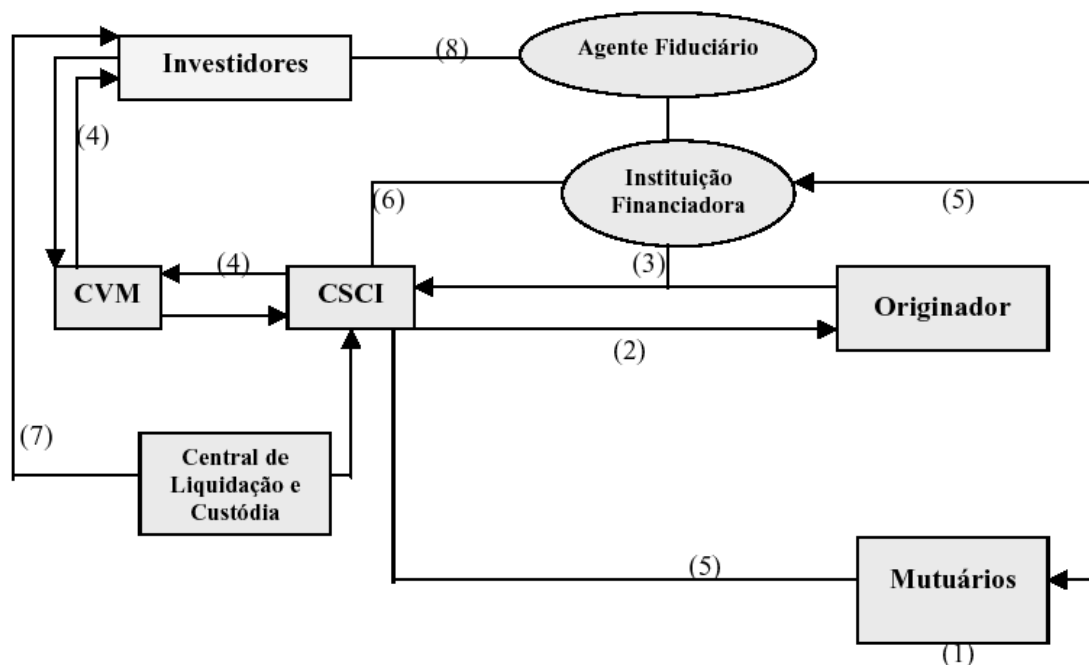 Investidores
(8)
Agente Fiduciário
(4)
Instituição
Financiadora
(6)
(5)
(4)
(3)
CVM
CSCI
Originador
(2)
(7)
Central de
Liquidação e
Custódia
(5)
Mutuários
(1)